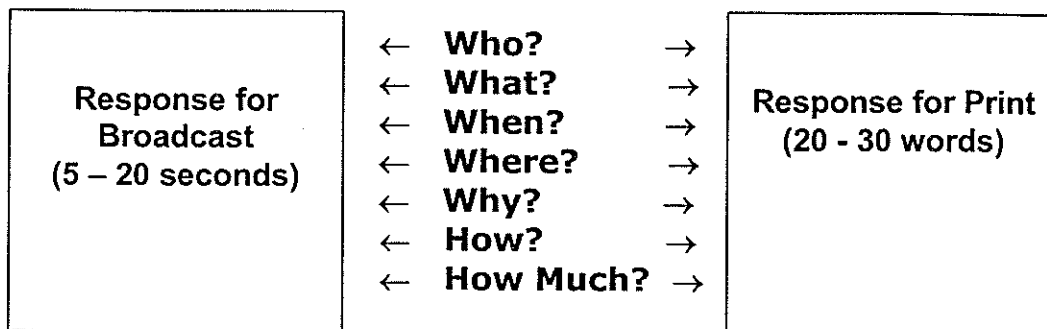 Response for
Broadcast
(5 – 20 seconds)
← Who? →
← What? →
← When? →
← Where? →
← Why? →
← How? →
← How Much? →
Response for Print
(20 - 30 words)